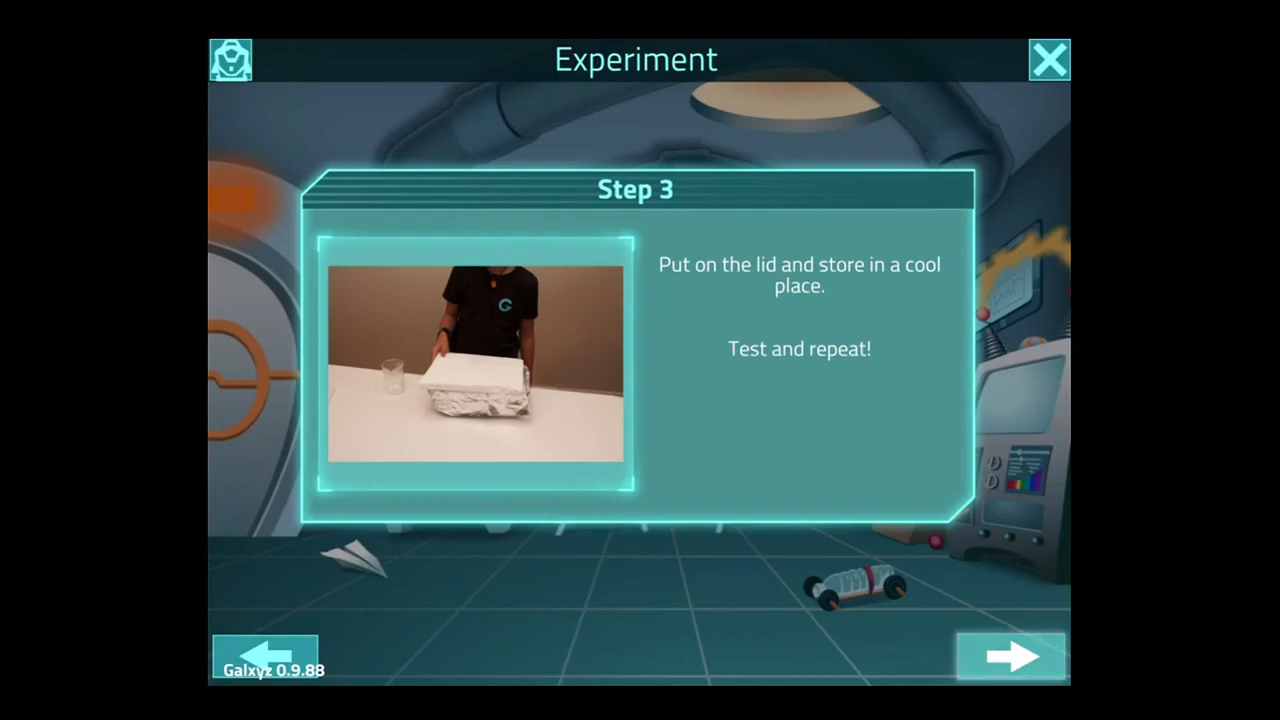 Experiment
Step 3
Put on the lid and store in a cool
place.
Test and repeat!
Galxyz 0.9.88